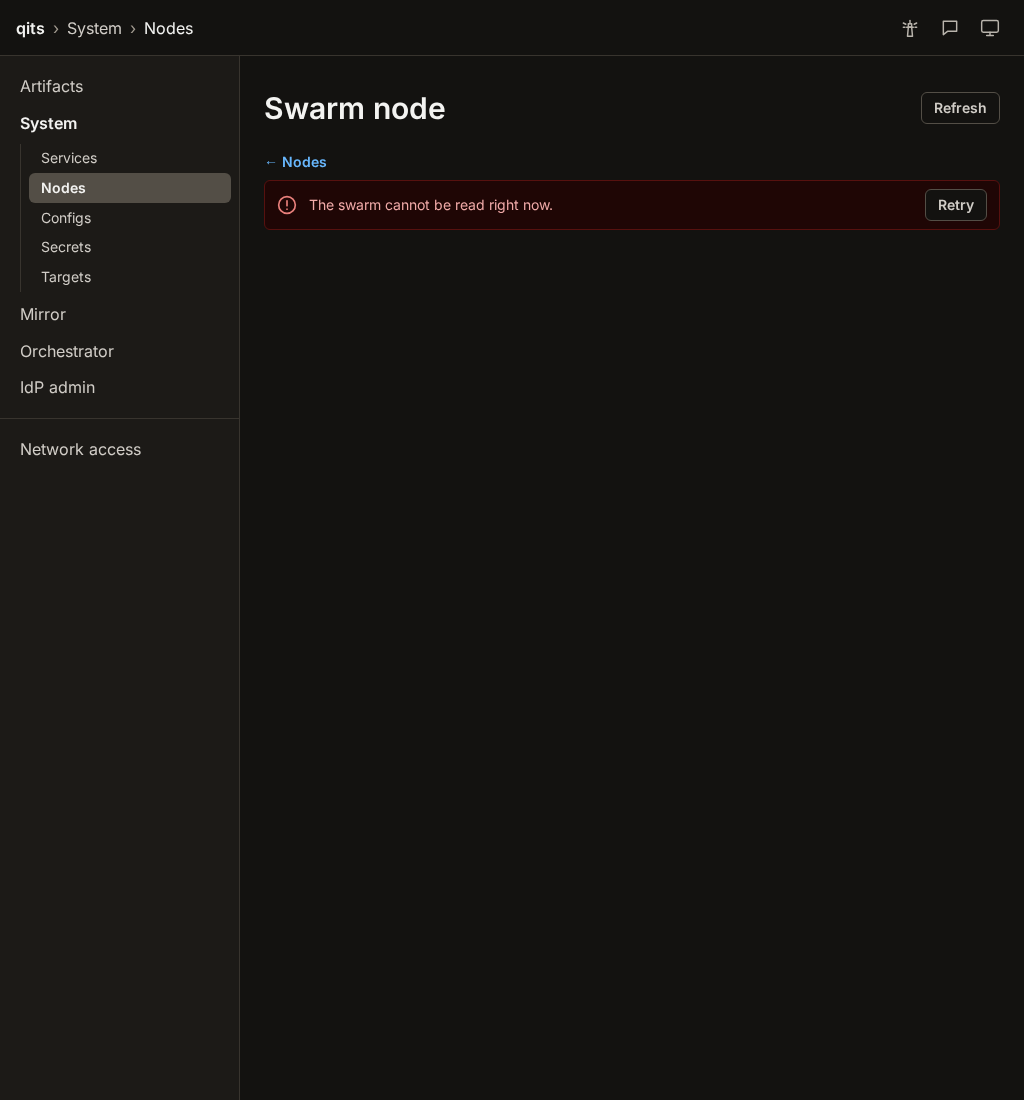 qits › System › Nodes
Artifacts
System
Services
Nodes
Configs
Secrets
Targets
Mirror
Orchestrator
IdP admin
Network access
Swarm node
Refresh
← Nodes
The swarm cannot be read right now.
Retry